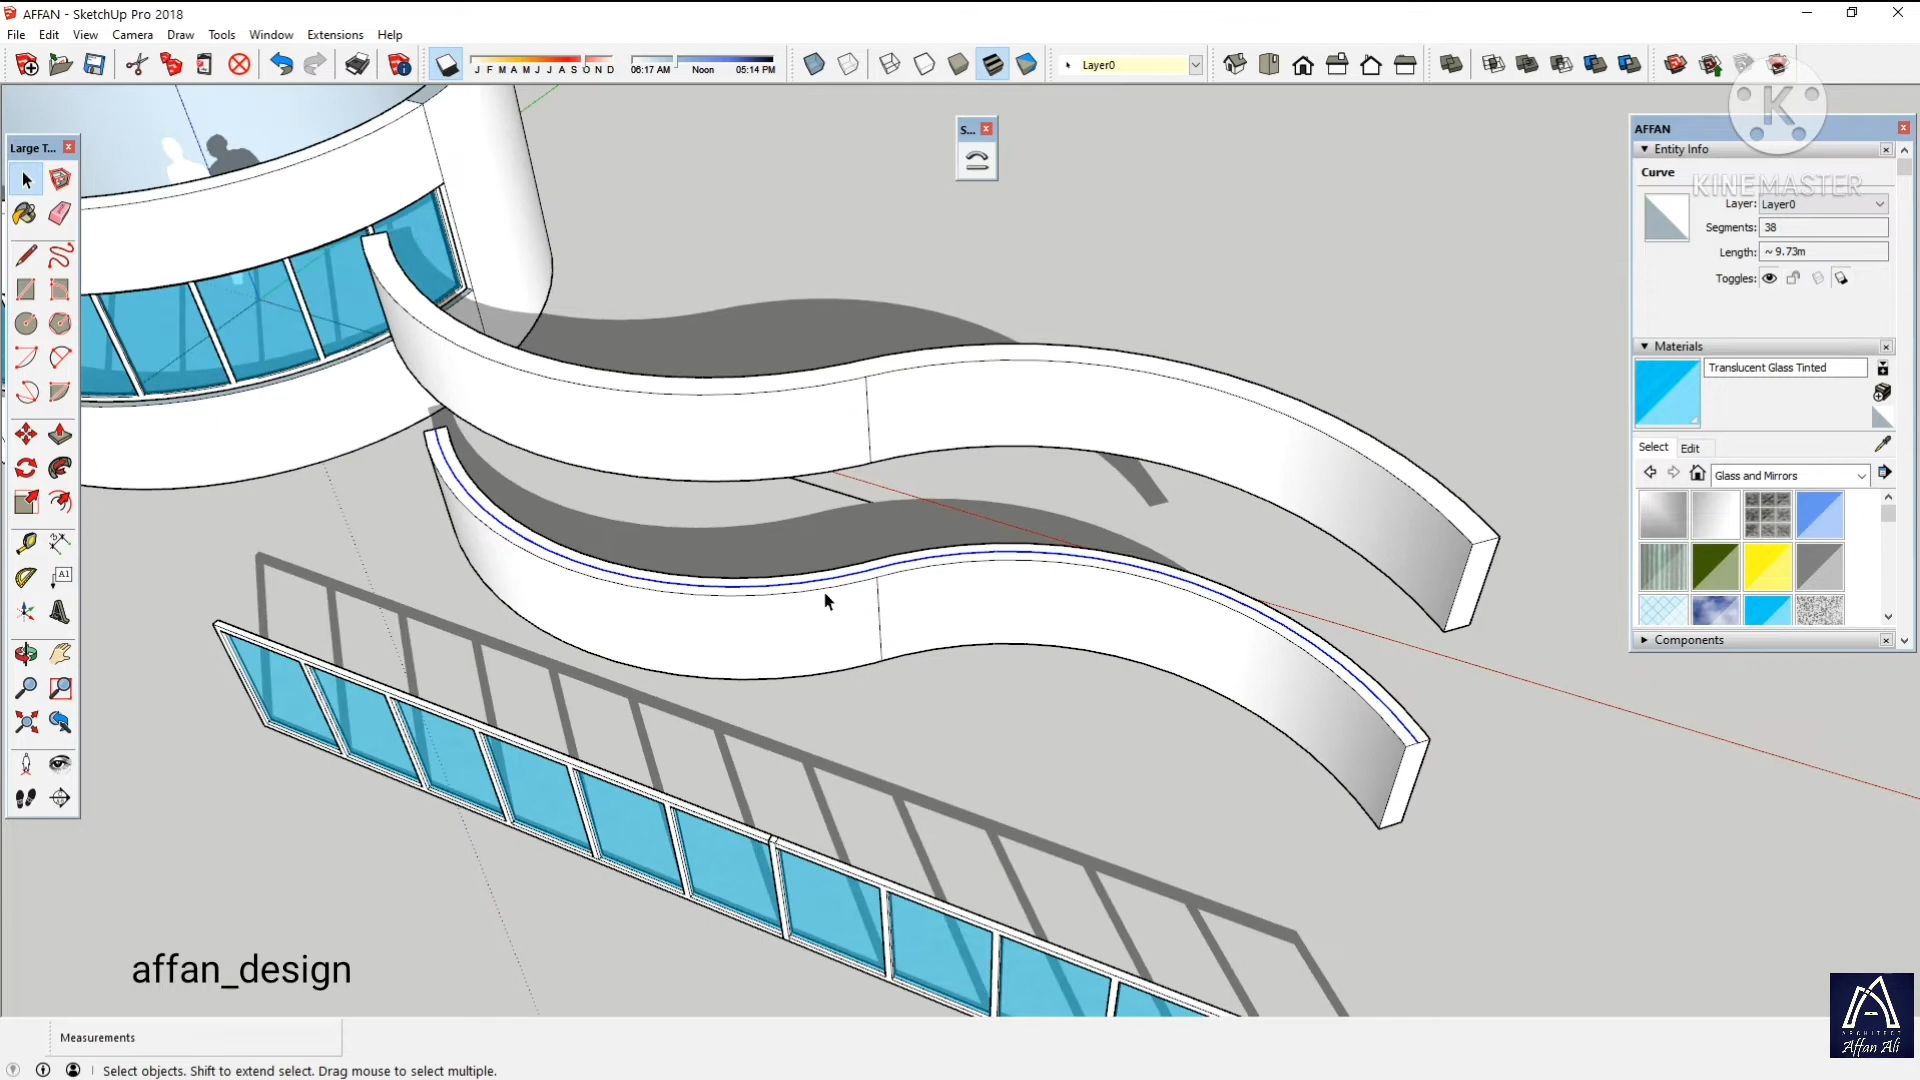 AFFAN - SketchUp Pro 2018
File Edit View Camera Draw Tools Window Extensions Help
J F M A M J J A S O N D
06:17 AM Noon 05:14 PM
Layer0
Large T...
S...
A1
AFFAN
Entity Info
Curve
KINEMASTER
K
Layer: Layer0
Segments: 38
Length: ~ 9.73m
Toggles:
Materials
Translucent Glass Tinted
Select Edit
Glass and Mirrors
Components
affan_design
ARCHITECT
Affan Ali
Measurements
Select objects. Shift to extend select. Drag mouse to select multiple.